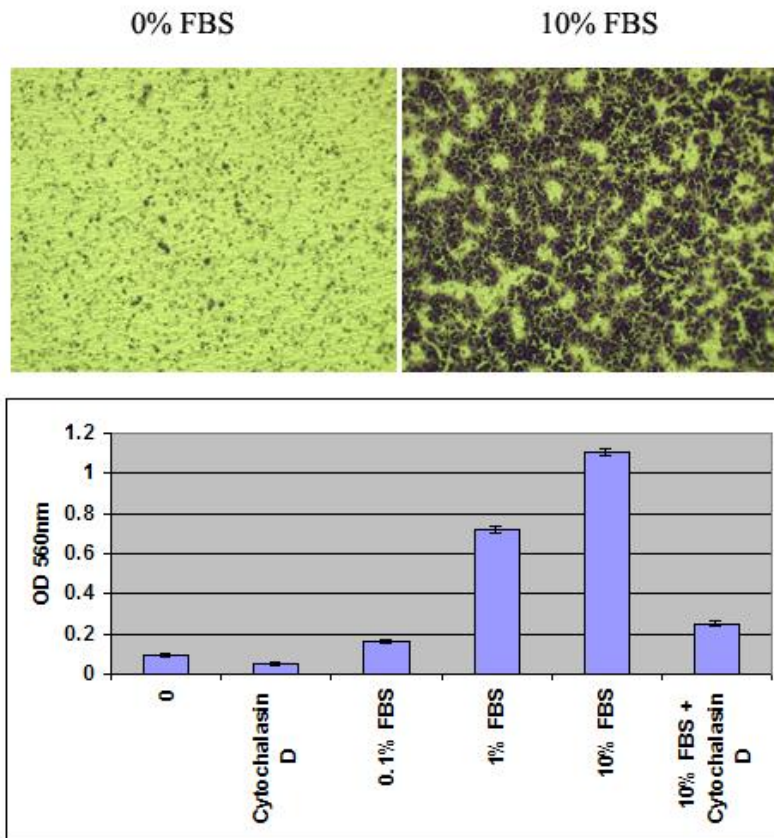 0% FBS
10% FBS
1.2
1
0.8
0.6
0.4
0.2
0
OD 560nm
0
Cytochalasin
D
0.1% FBS
1% FBS
10% FBS
10% FBS +
Cytochalasin
D